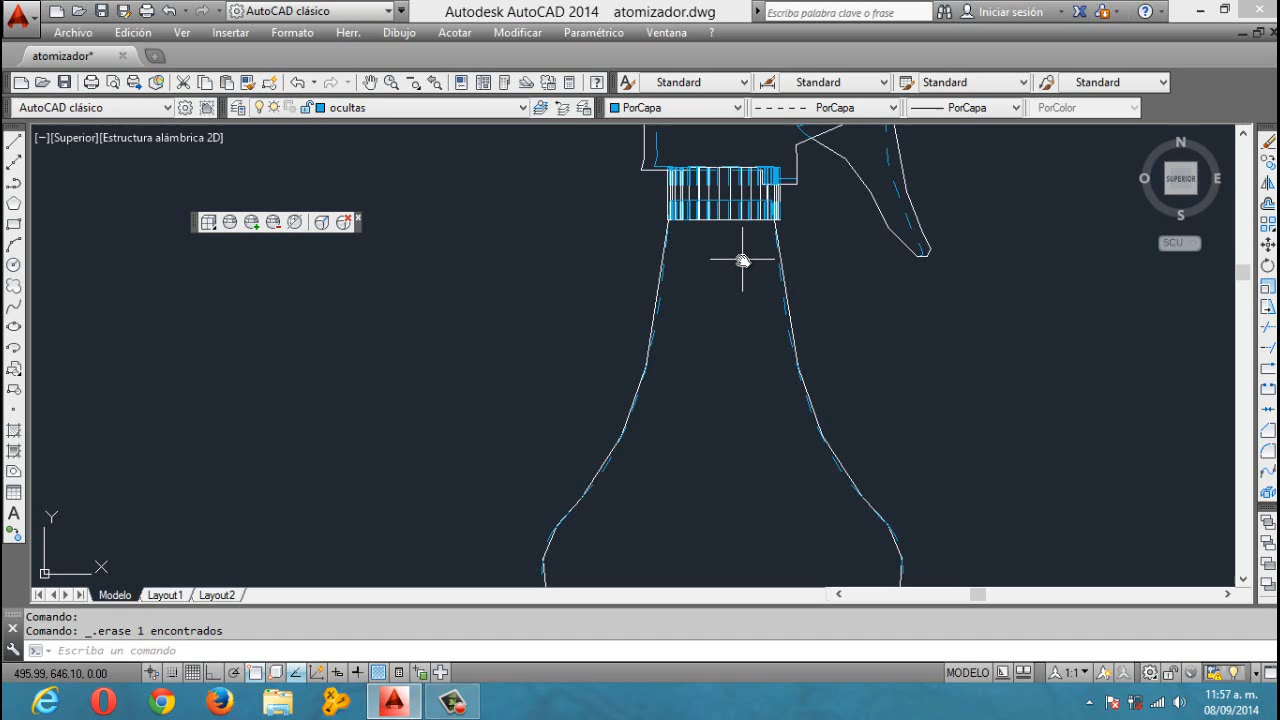 AutoCAD clásico
Autodesk AutoCAD 2014 atomizador.dwg
Escriba palabra clave o frase
Iniciar sesión
Archivo Edición Ver Insertar Formato Herr. Dibujo Acotar Modificar Paramétrico Ventana ?
atomizador*
Standard Standard Standard Standard
AutoCAD clásico ocultas PorCapa PorCapa PorCapa PorColor
[−][Superior][Estructura alámbrica 2D]
N
O SUPERIOR E
S
SCU
Y
X
Modelo Layout1 Layout2
Comando:
Comando: _.erase 1 encontrados
Escriba un comando
495.99, 646.10, 0.00 MODELO 1:1
11:57 a. m.
08/09/2014